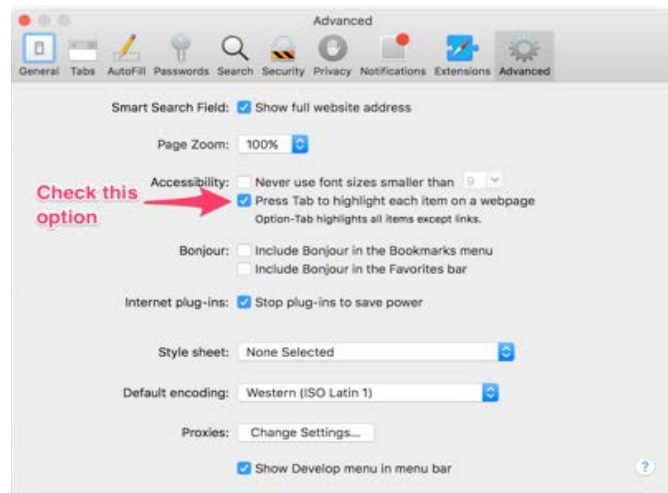 Advanced
General Tabs AutoFill Passwords Search Security Privacy Notifications Extensions Advanced
Smart Search Field: Show full website address
Page Zoom: 100%
Accessibility: Never use font sizes smaller than 9
Check this option
Press Tab to highlight each item on a webpage
Option-Tab highlights all items except links.
Bonjour: Include Bonjour in the Bookmarks menu
Include Bonjour in the Favorites bar
Internet plug-ins: Stop plug-ins to save power
Style sheet: None Selected
Default encoding: Western (ISO Latin 1)
Proxies: Change Settings...
Show Develop menu in menu bar
?